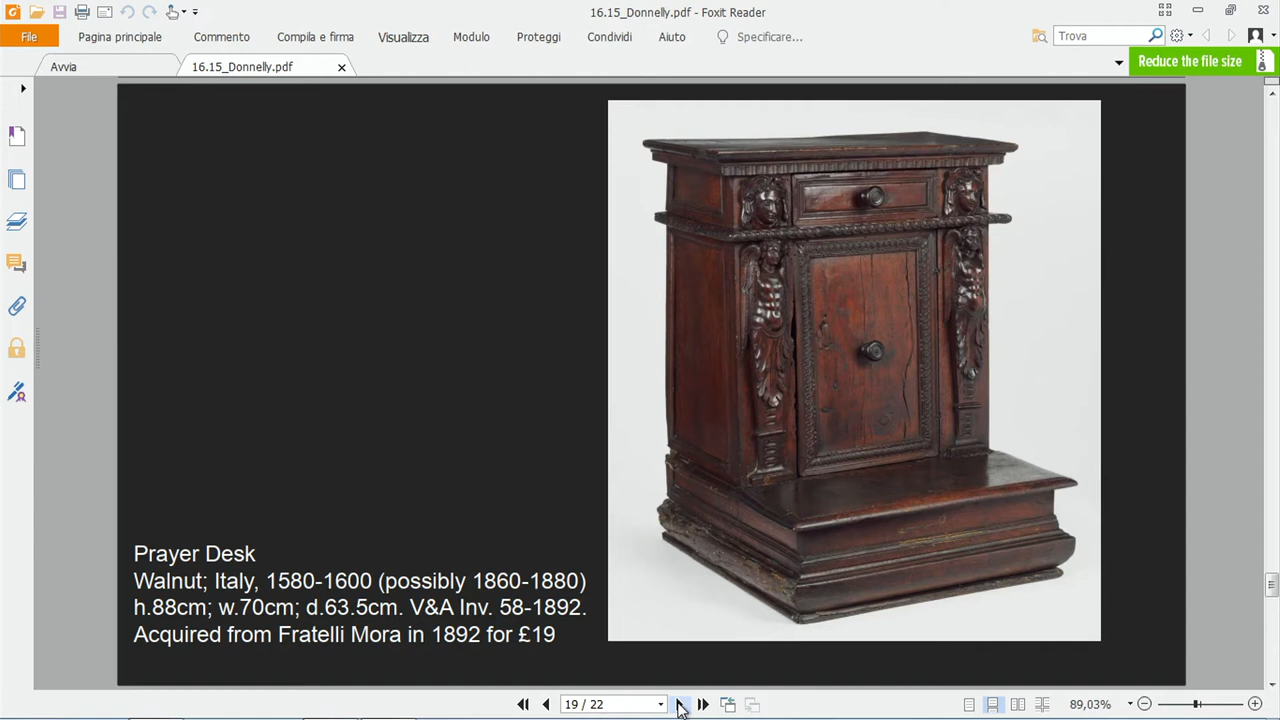 16.15_Donnelly.pdf - Foxit Reader
File
Pagina principale
Commento
Compila e firma
Visualizza
Modulo
Proteggi
Condividi
Aiuto
Specificare...
Trova
Avvia
16.15_Donnelly.pdf
Reduce the file size
Prayer Desk
Walnut; Italy, 1580-1600 (possibly 1860-1880)
h.88cm; w.70cm; d.63.5cm. V&A Inv. 58-1892.
Acquired from Fratelli Mora in 1892 for £19
19 / 22
89,03%